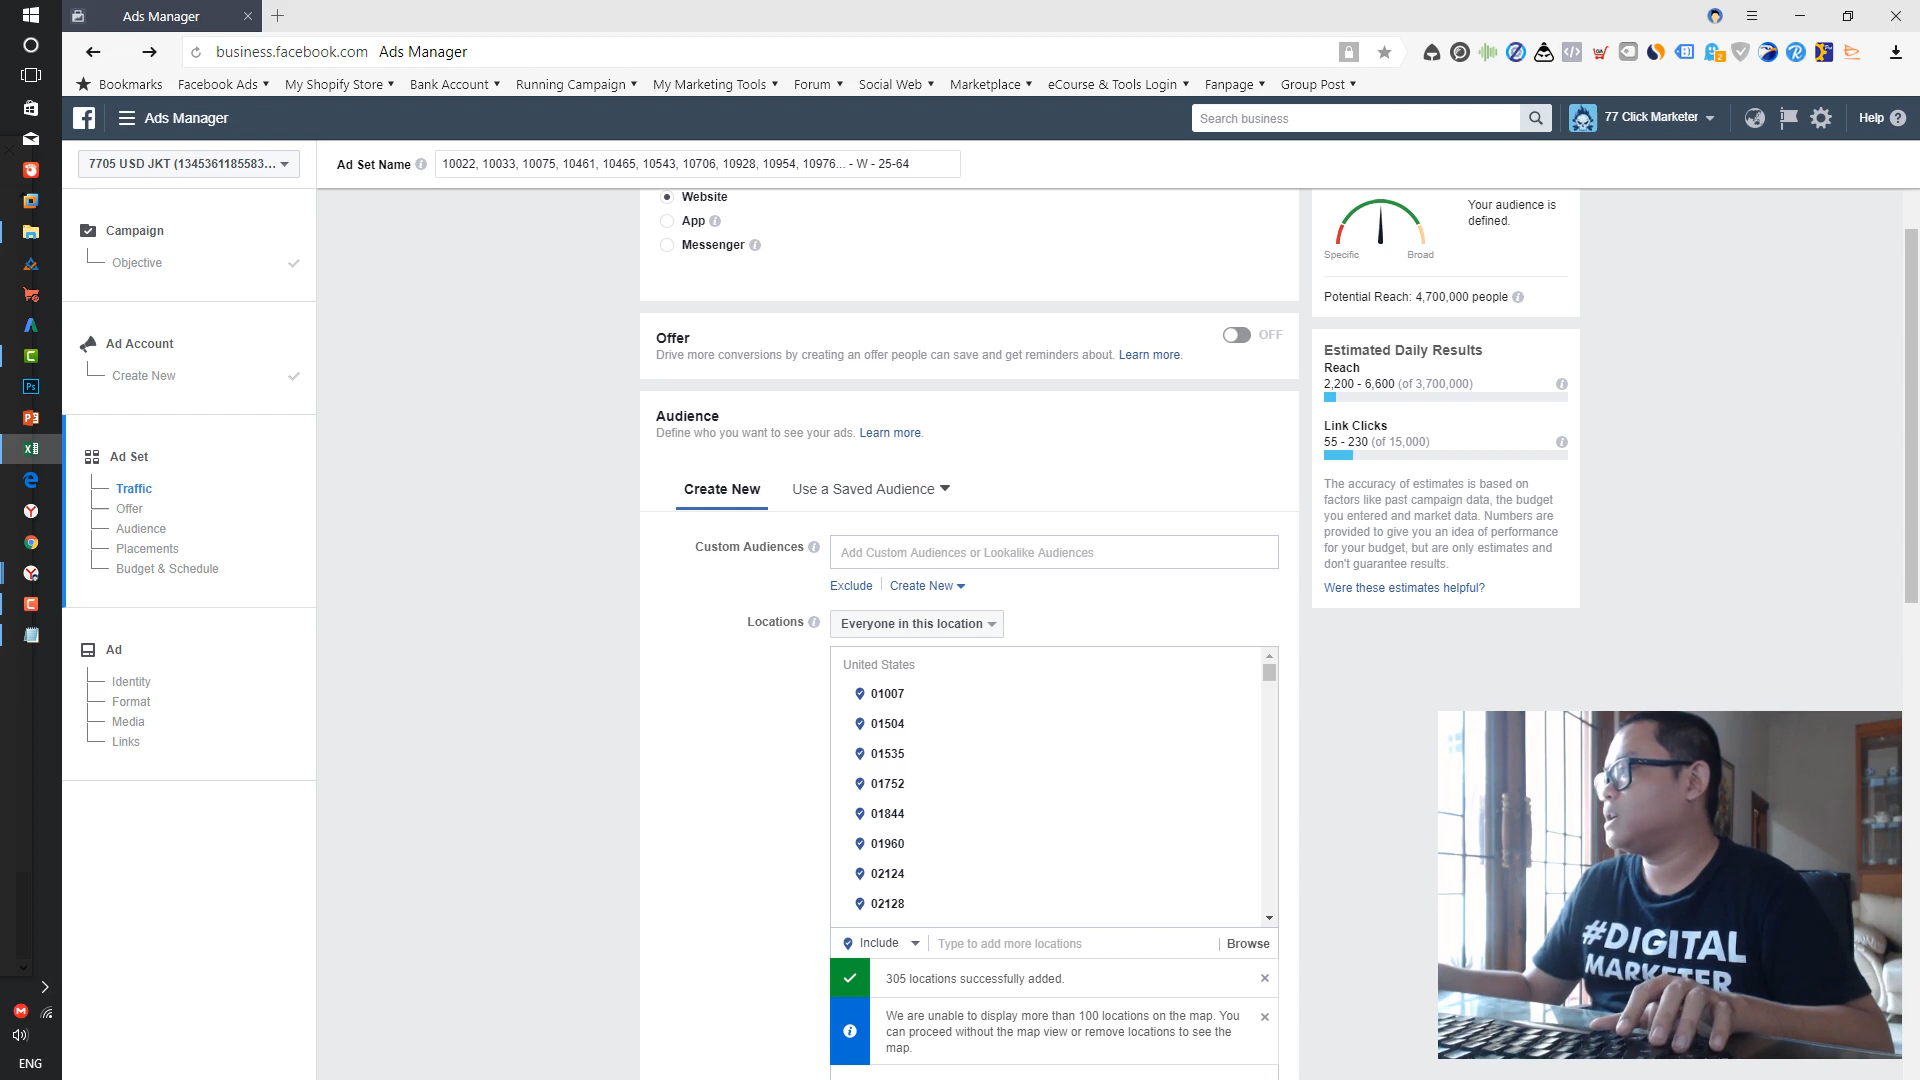 Ads Manager
business.facebook.com Ads Manager
Bookmarks Facebook Ads My Shopify Store Bank Account Running Campaign My Marketing Tools Forum Social Web Marketplace eCourse & Tools Login Fanpage Group Post
Ads Manager
Search business
77 Click Marketer
Help
7705 USD JKT (1345361185583...
Ad Set Name
10022, 10033, 10075, 10461, 10465, 10543, 10706, 10928, 10954, 10976... - W - 25-64
Campaign
Objective
Ad Account
Create New
Ad Set
Traffic
Offer
Audience
Placements
Budget & Schedule
Ad
Identity
Format
Media
Links
Website
App
Messenger
Offer
OFF
Drive more conversions by creating an offer people can save and get reminders about. Learn more.
Audience
Define who you want to see your ads. Learn more.
Create New
Use a Saved Audience
Custom Audiences
Add Custom Audiences or Lookalike Audiences
Exclude
Create New
Locations
Everyone in this location
United States
01007
01504
01535
01752
01844
01960
02124
02128
Include
Type to add more locations
Browse
305 locations successfully added.
We are unable to display more than 100 locations on the map. You
can proceed without the map view or remove locations to see the
map.
Your audience is
defined.
Specific
Broad
Potential Reach: 4,700,000 people
Estimated Daily Results
Reach
2,200 - 6,600 (of 3,700,000)
Link Clicks
55 - 230 (of 15,000)
The accuracy of estimates is based on
factors like past campaign data, the budget
you entered and market data. Numbers are
provided to give you an idea of performance
for your budget, but are only estimates and
don't guarantee results.
Were these estimates helpful?
#DIGITAL
MARKETER
ENG